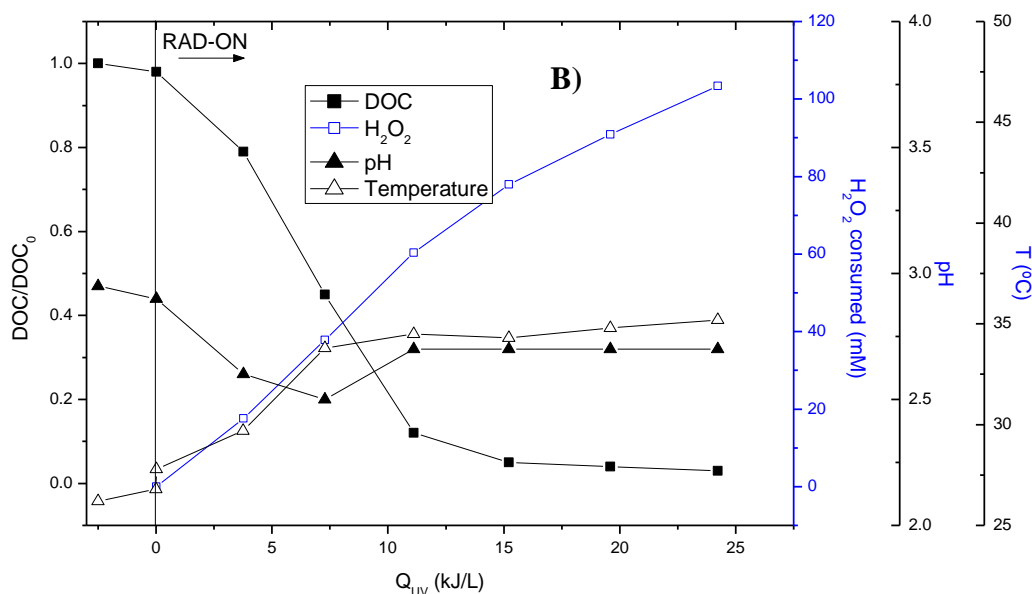 RAD-ON
B)
DOC
H₂O₂
pH
Temperature
DOC/DOC₀
1.0
0.8
0.6
0.4
0.2
0.0
0
5
10
15
20
25
Q_UV (kJ/L)
120
100
80
60
40
20
0
H₂O₂ consumed (mM)
4.0
3.5
3.0
2.5
2.0
pH
50
45
40
35
30
25
T (ºC)